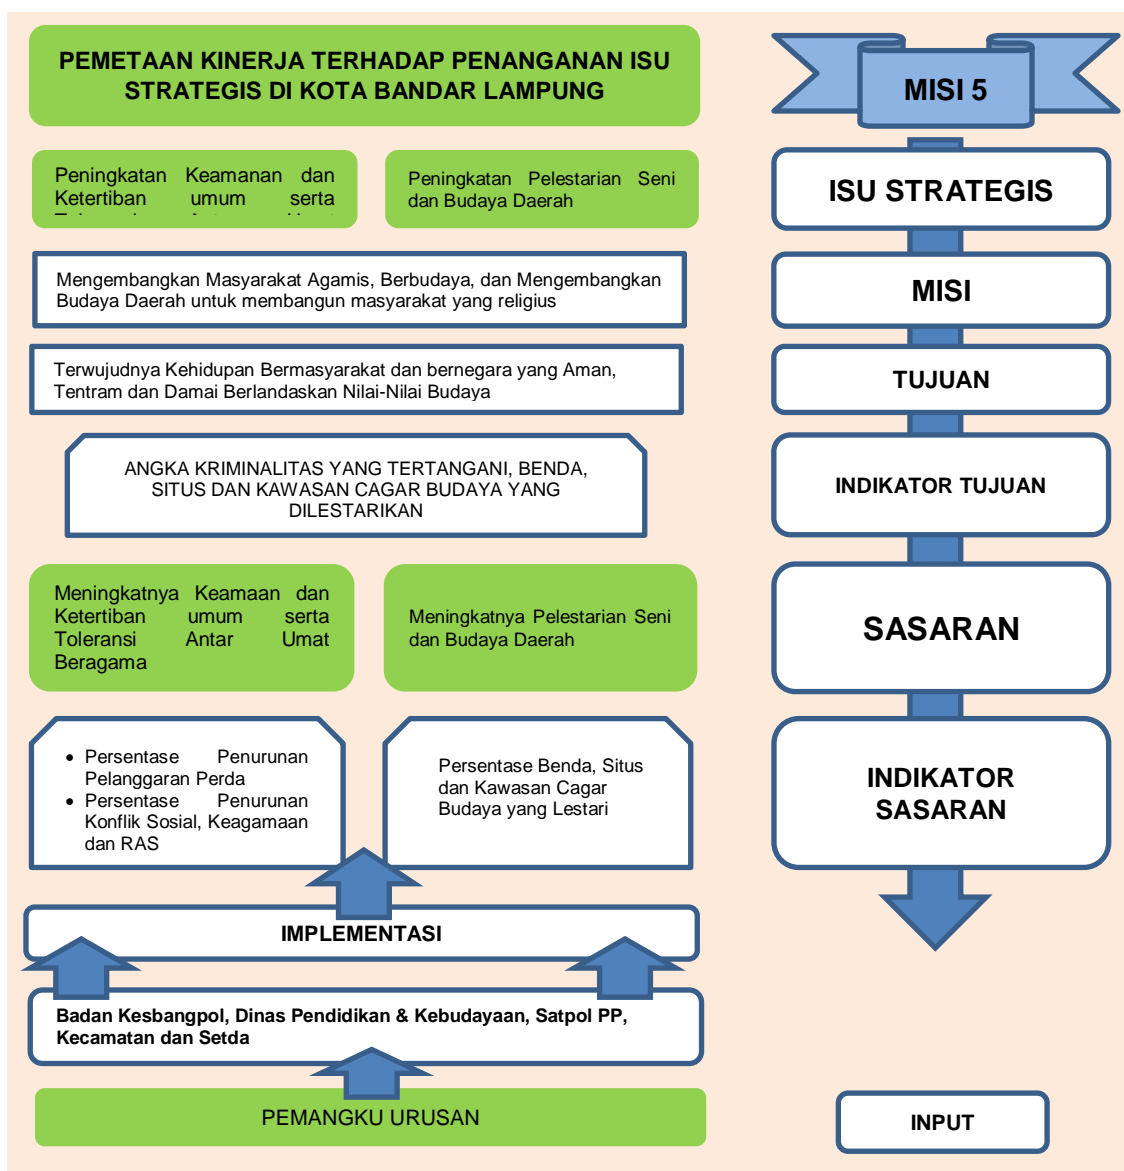 PEMETAAN KINERJA TERHADAP PENANGANAN ISU
STRATEGIS DI KOTA BANDAR LAMPUNG
MISI 5
Peningkatan Keamanan dan
Ketertiban umum serta
Peningkatan Pelestarian Seni
dan Budaya Daerah
ISU STRATEGIS
Mengembangkan Masyarakat Agamis, Berbudaya, dan Mengembangkan
Budaya Daerah untuk membangun masyarakat yang religius
MISI
Terwujudnya Kehidupan Bermasyarakat dan bernegara yang Aman,
Tentram dan Damai Berlandaskan Nilai-Nilai Budaya
TUJUAN
ANGKA KRIMINALITAS YANG TERTANGANI, BENDA,
SITUS DAN KAWASAN CAGAR BUDAYA YANG
DILESTARIKAN
INDIKATOR TUJUAN
Meningkatnya Keamaan dan
Ketertiban umum serta
Toleransi Antar Umat
Beragama
Meningkatnya Pelestarian Seni
dan Budaya Daerah
SASARAN
• Persentase Penurunan
Pelanggaran Perda
• Persentase Penurunan
Konflik Sosial, Keagamaan
dan RAS
Persentase Benda, Situs
dan Kawasan Cagar
Budaya yang Lestari
INDIKATOR
SASARAN
IMPLEMENTASI
Badan Kesbangpol, Dinas Pendidikan & Kebudayaan, Satpol PP,
Kecamatan dan Setda
PEMANGKU URUSAN
INPUT